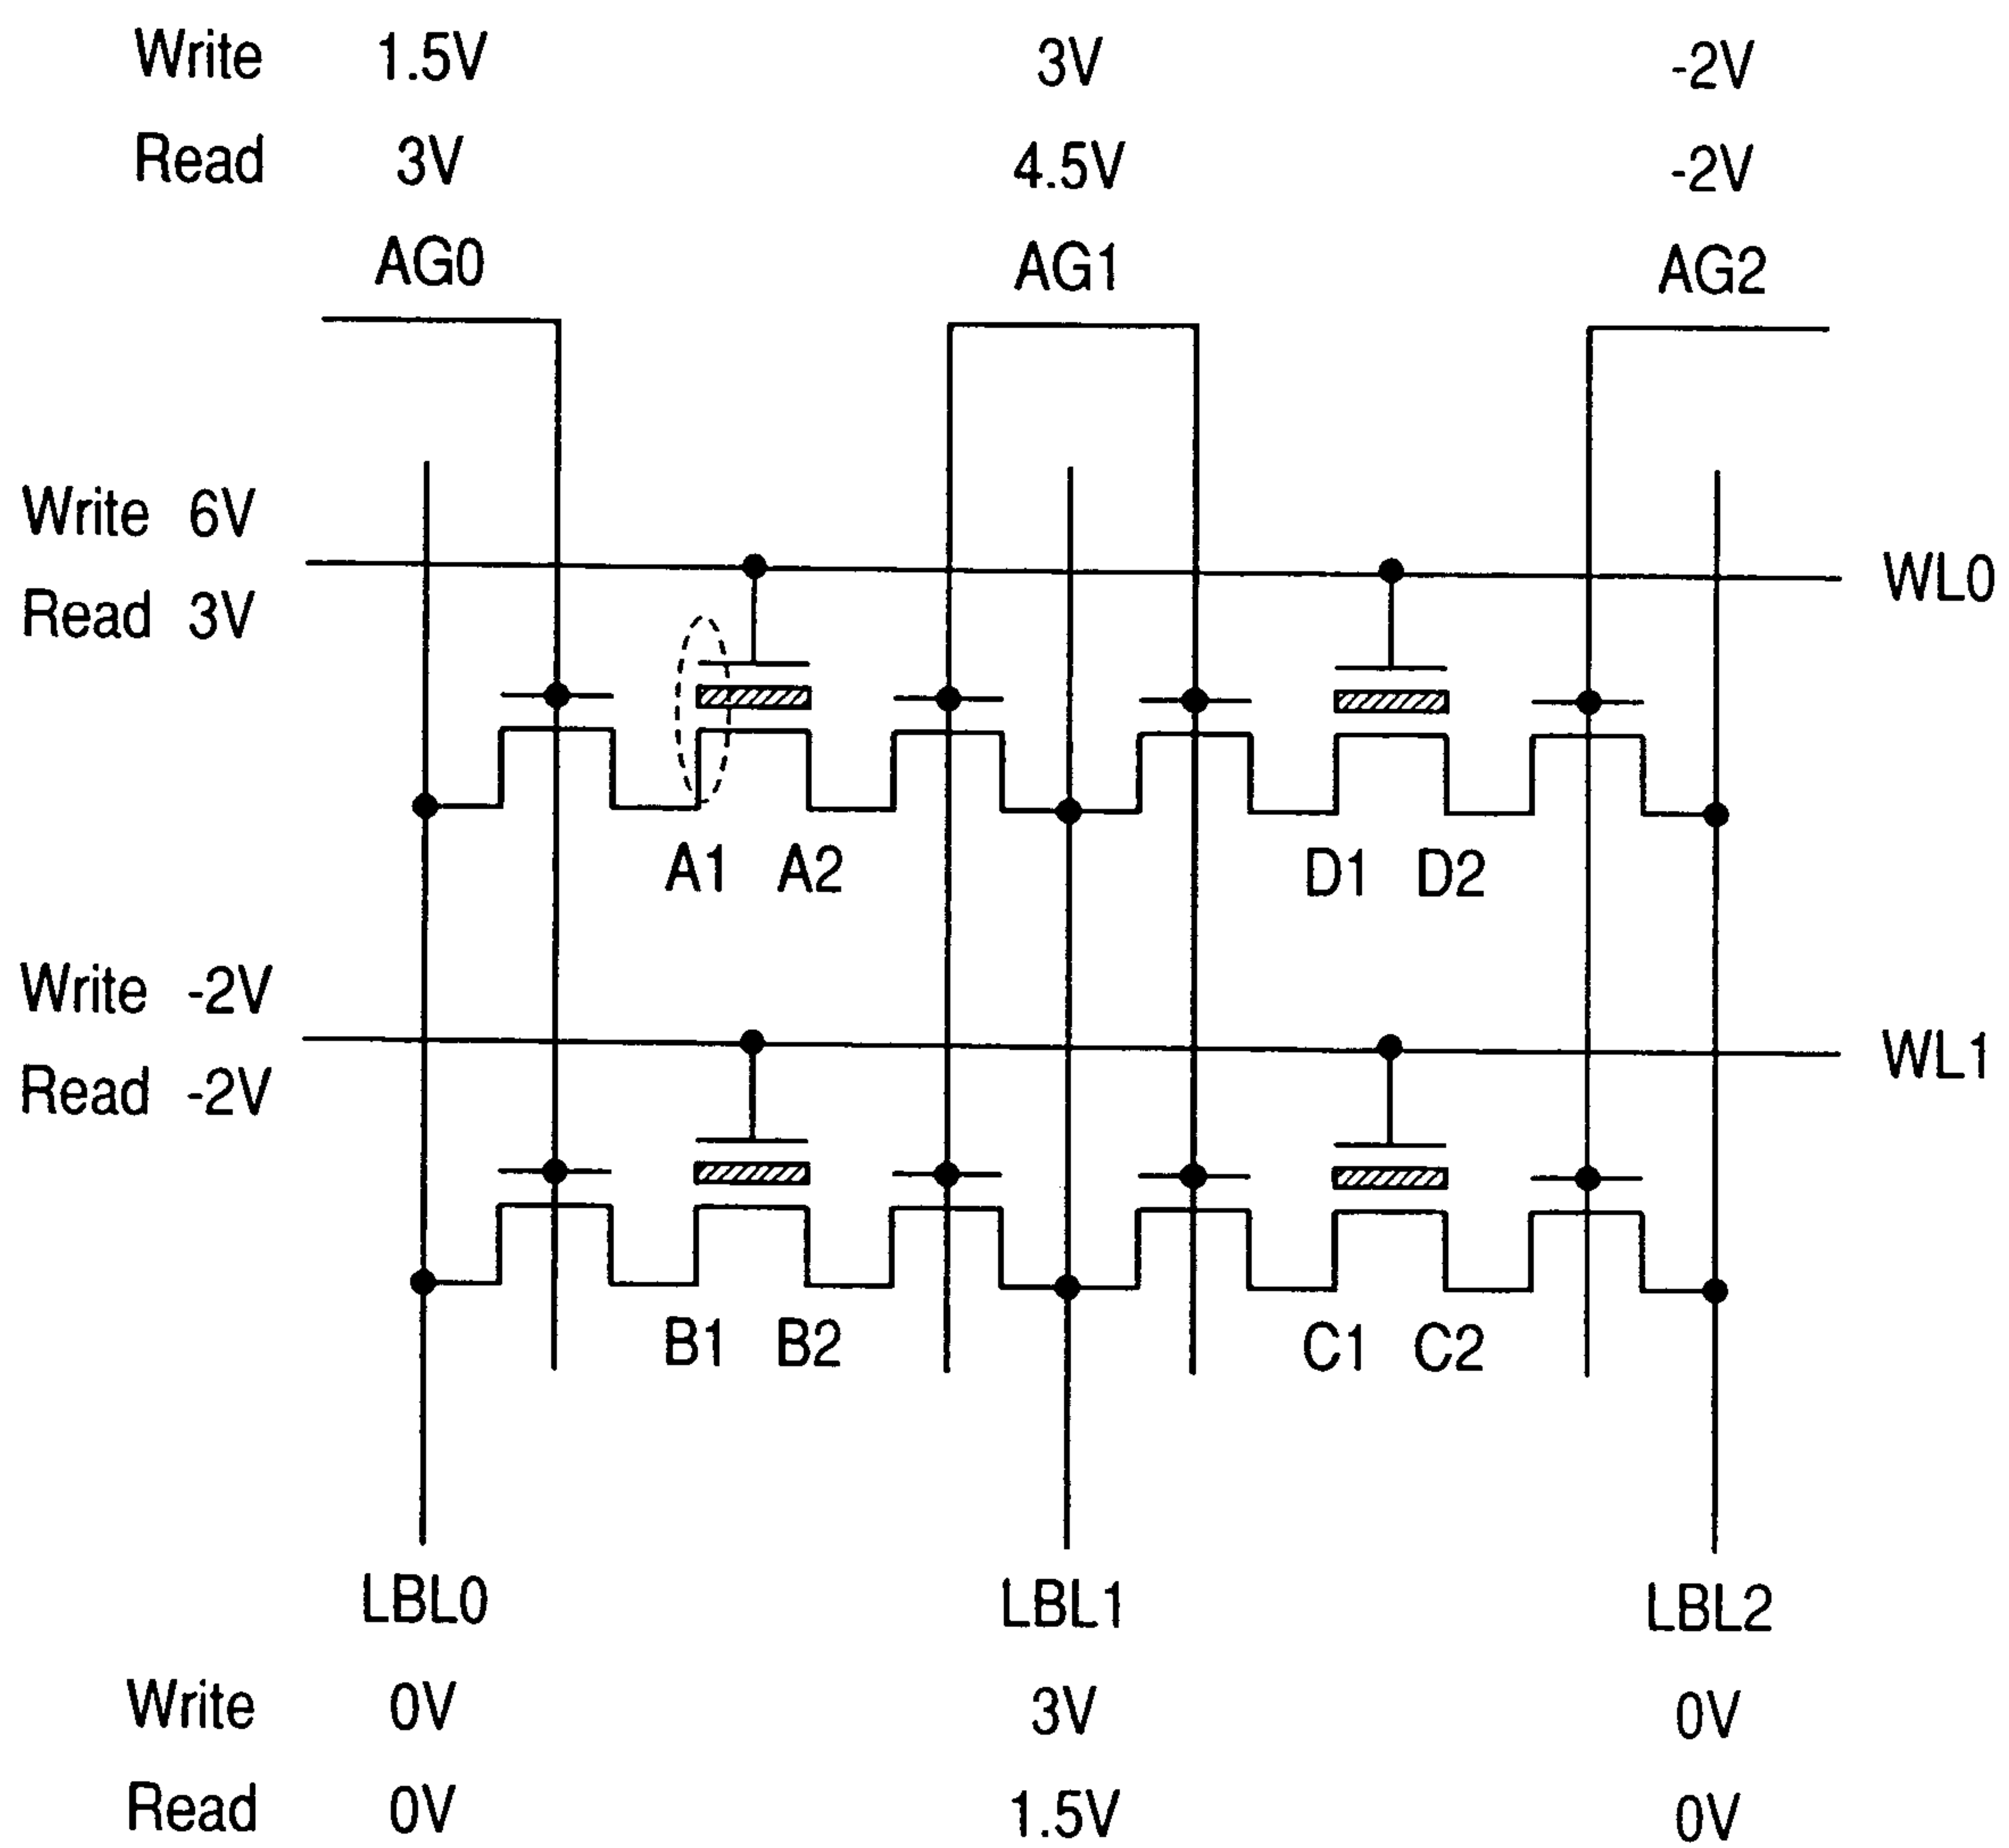 Write 1.5V 3V -2V
Read 3V 4.5V -2V
AG0 AG1 AG2
Write 6V
WL0
Read 3V
A1 A2 D1 D2
Write -2V
WL1
Read -2V
B1 B2 C1 C2
LBL0 LBL1 LBL2
Write 0V 3V 0V
Read 0V 1.5V 0V